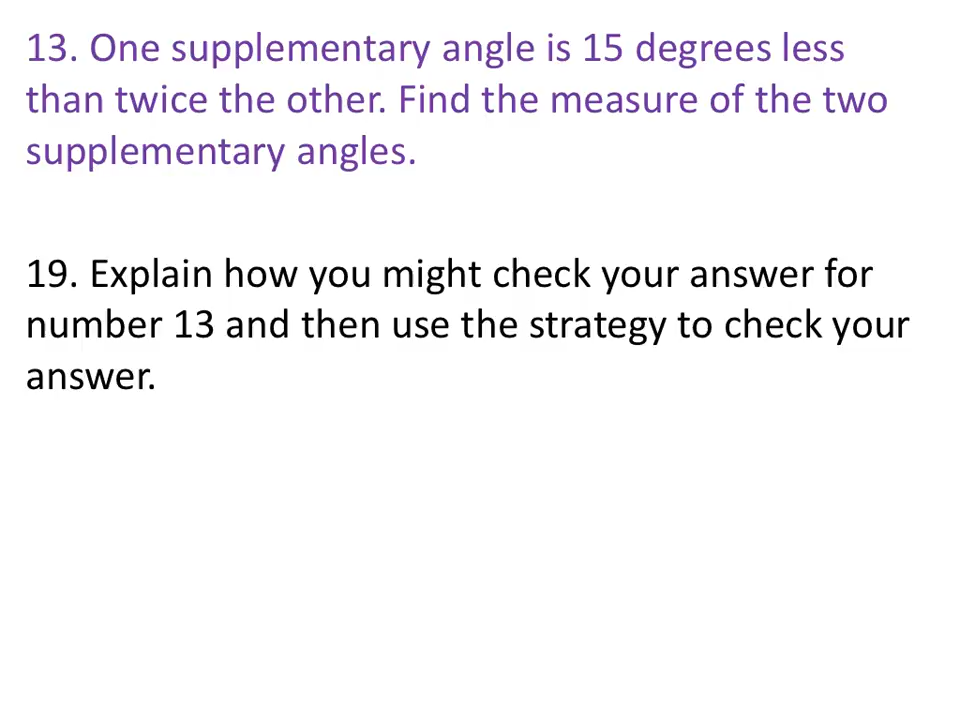 13. One supplementary angle is 15 degrees less
than twice the other. Find the measure of the two
supplementary angles.
19. Explain how you might check your answer for
number 13 and then use the strategy to check your
answer.